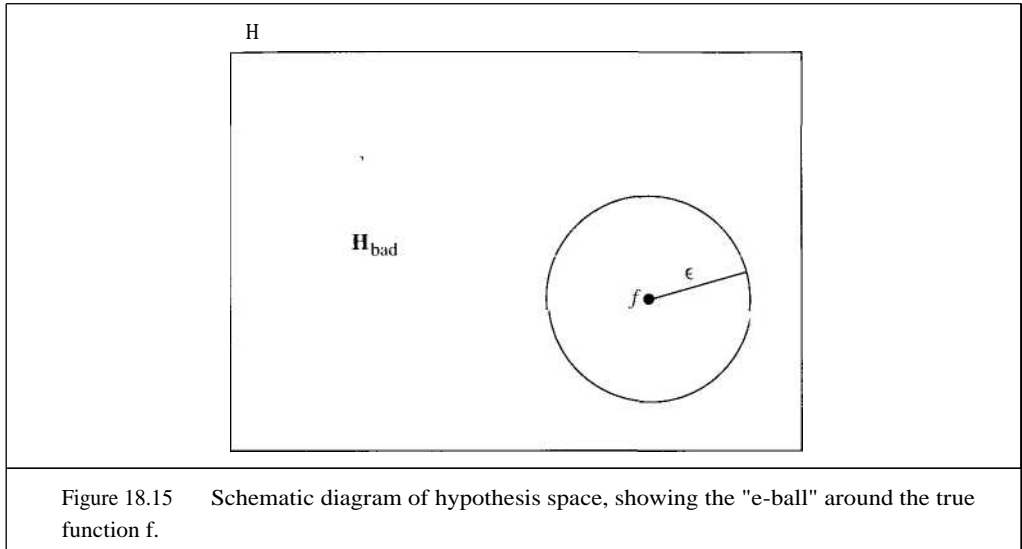 H
H_bad
ϵ
f
Figure 18.15 Schematic diagram of hypothesis space, showing the "e-ball" around the true
function f.